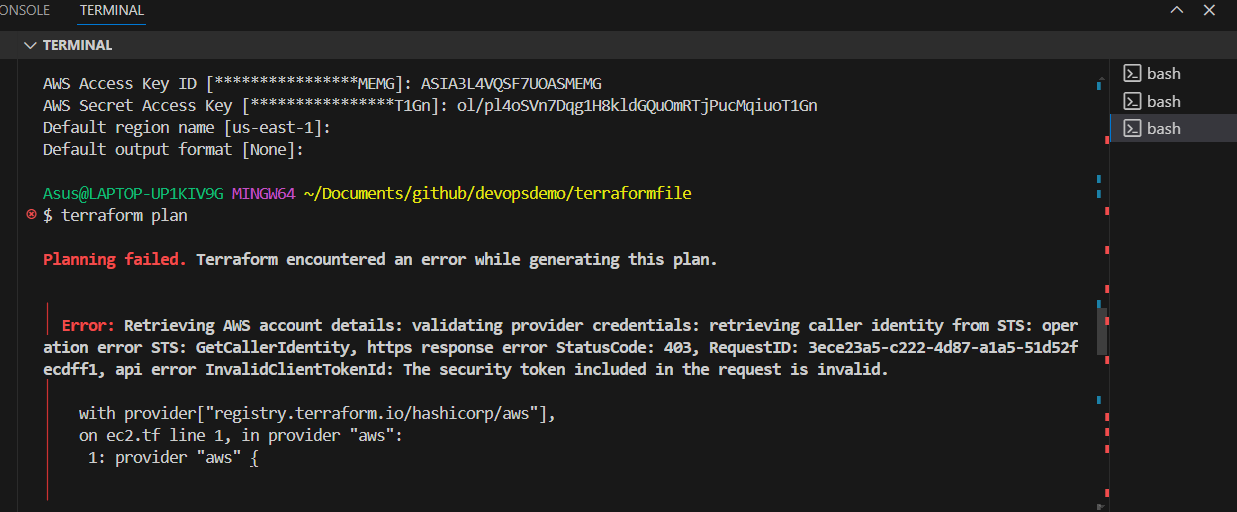 ONSOLE TERMINAL
TERMINAL
AWS Access Key ID [****************MEMG]: ASIA3L4VQSF7UOASMEMG
AWS Secret Access Key [****************T1Gn]: ol/pl4oSVn7Dqg1H8kldGQuOmRTjPucMqiuoT1Gn
Default region name [us-east-1]:
Default output format [None]:
Asus@LAPTOP-UP1KIV9G MINGW64 ~/Documents/github/devopsdemo/terraformfile
$ terraform plan
Planning failed. Terraform encountered an error while generating this plan.
Error: Retrieving AWS account details: validating provider credentials: retrieving caller identity from STS: oper
ation error STS: GetCallerIdentity, https response error StatusCode: 403, RequestID: 3ece23a5-c222-4d87-a1a5-51d52f
ecdff1, api error InvalidClientTokenId: The security token included in the request is invalid.
with provider["registry.terraform.io/hashicorp/aws"],
on ec2.tf line 1, in provider "aws":
1: provider "aws" {
bash
bash
bash